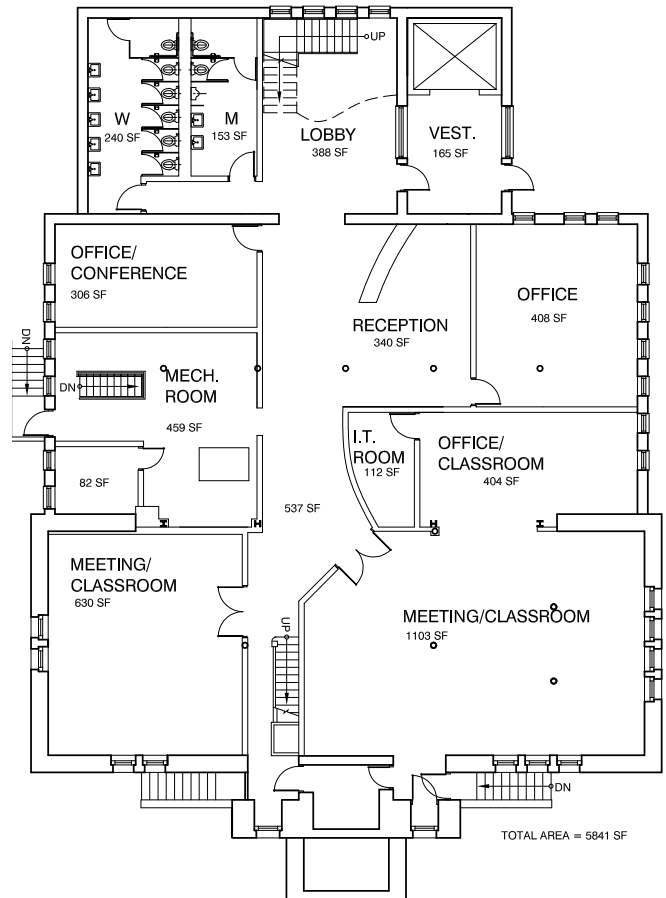 UP
W
240 SF
M
153 SF
LOBBY
388 SF
VEST.
165 SF
OFFICE/
CONFERENCE
306 SF
OFFICE
408 SF
RECEPTION
340 SF
DN
DN
MECH.
ROOM
459 SF
I.T.
ROOM
112 SF
OFFICE/
CLASSROOM
404 SF
82 SF
537 SF
MEETING/
CLASSROOM
630 SF
MEETING/CLASSROOM
1103 SF
UP
DN
TOTAL AREA = 5841 SF